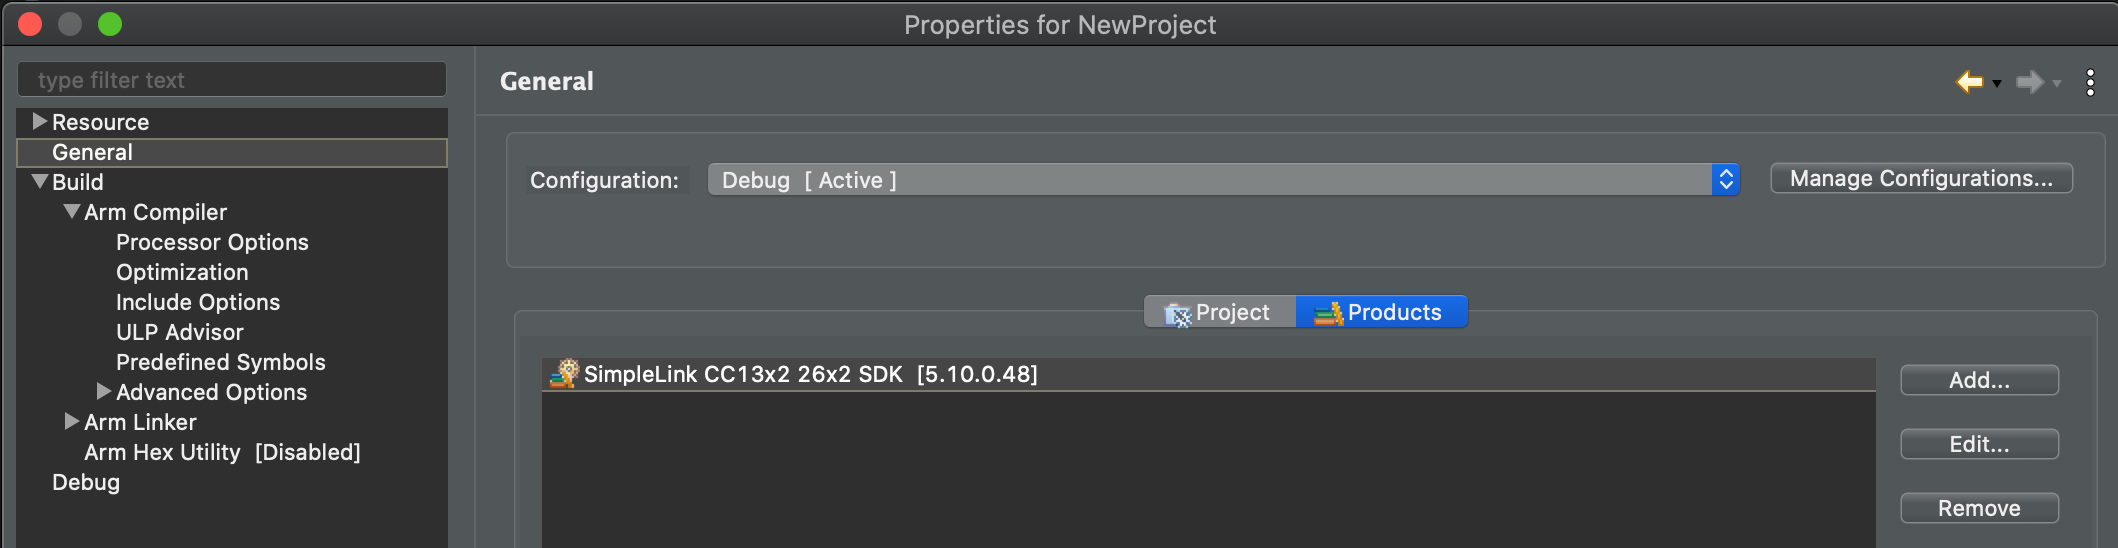 Properties for NewProject
type filter text
Resource
General
Build
Arm Compiler
Processor Options
Optimization
Include Options
ULP Advisor
Predefined Symbols
Advanced Options
Arm Linker
Arm Hex Utility [Disabled]
Debug
General
Configuration: Debug [ Active ] Manage Configurations...
Project Products
SimpleLink CC13x2 26x2 SDK [5.10.0.48]
Add...
Edit...
Remove